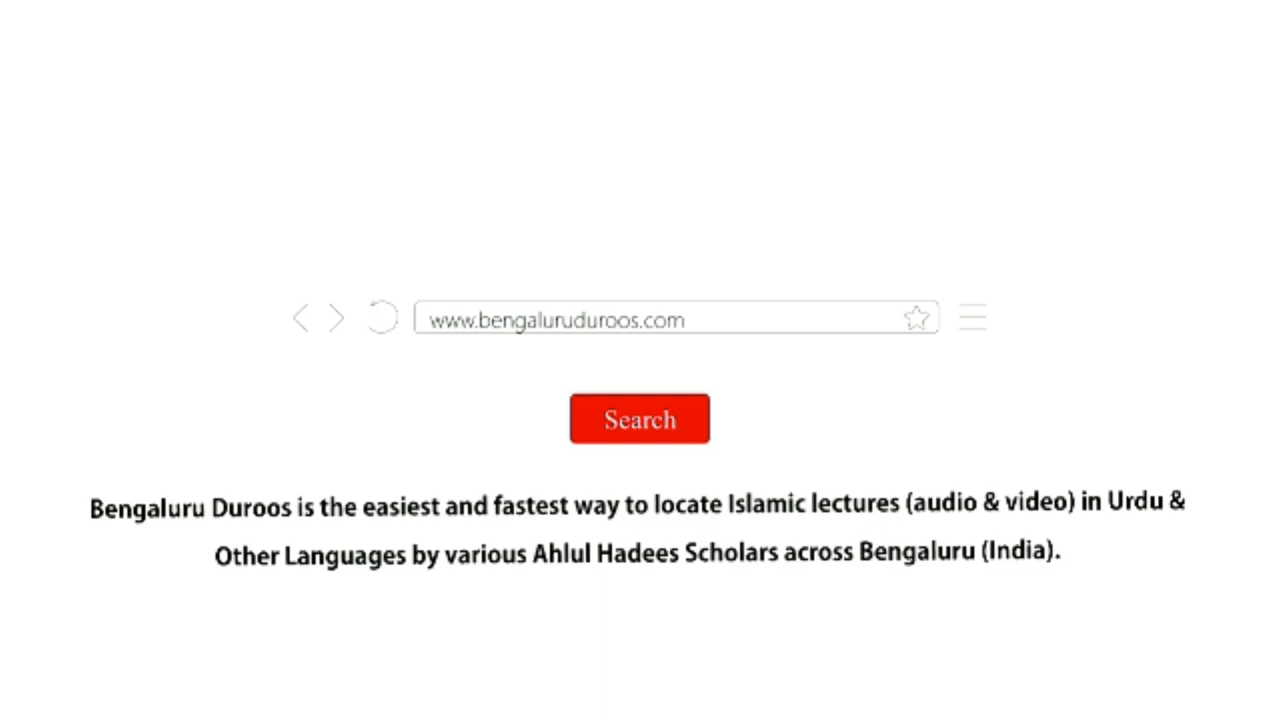 www.bengaluruduroos.com
Search
Bengaluru Duroos is the easiest and fastest way to locate Islamic lectures (audio & video) in Urdu &
Other Languages by various Ahlul Hadees Scholars across Bengaluru (India).